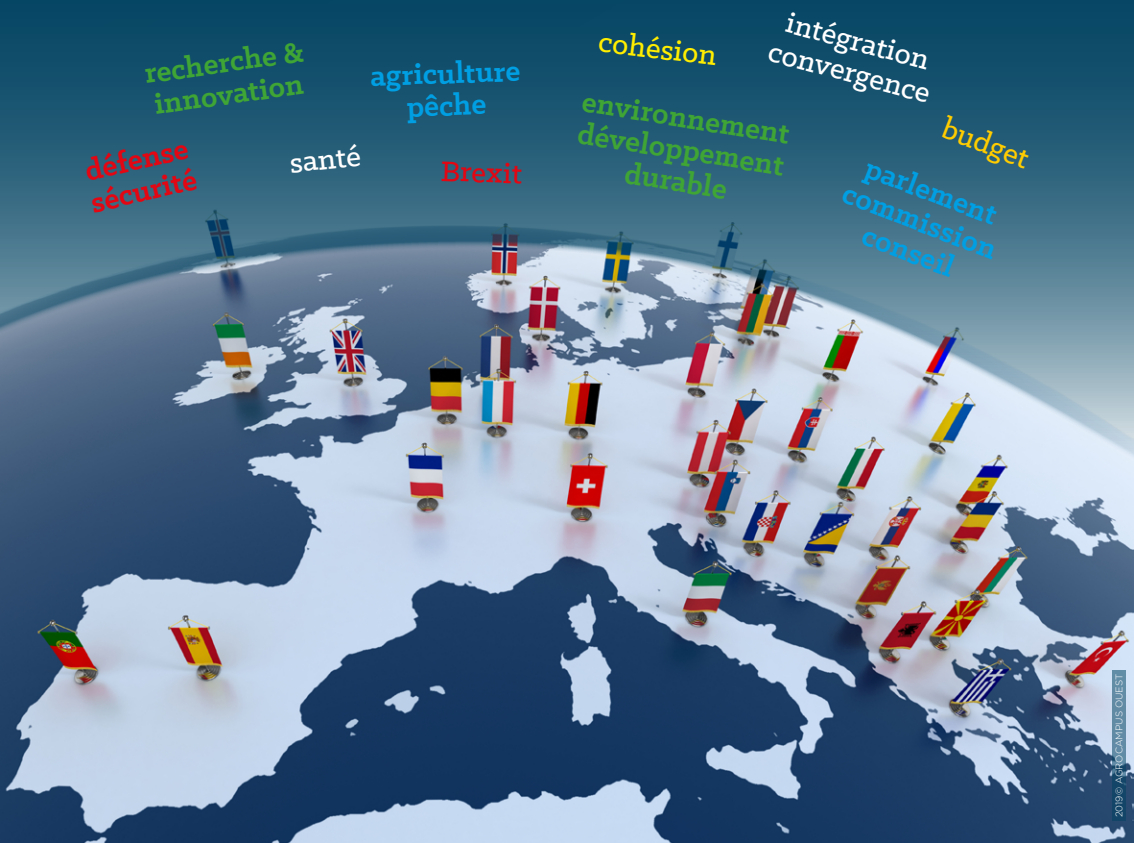 recherche &
innovation
agriculture
pêche
cohésion
intégration
convergence
défense
sécurité
santé
Brexit
environnement
développement
durable
budget
parlement
commission
conseil
2019© AGROCAMPUS OUEST